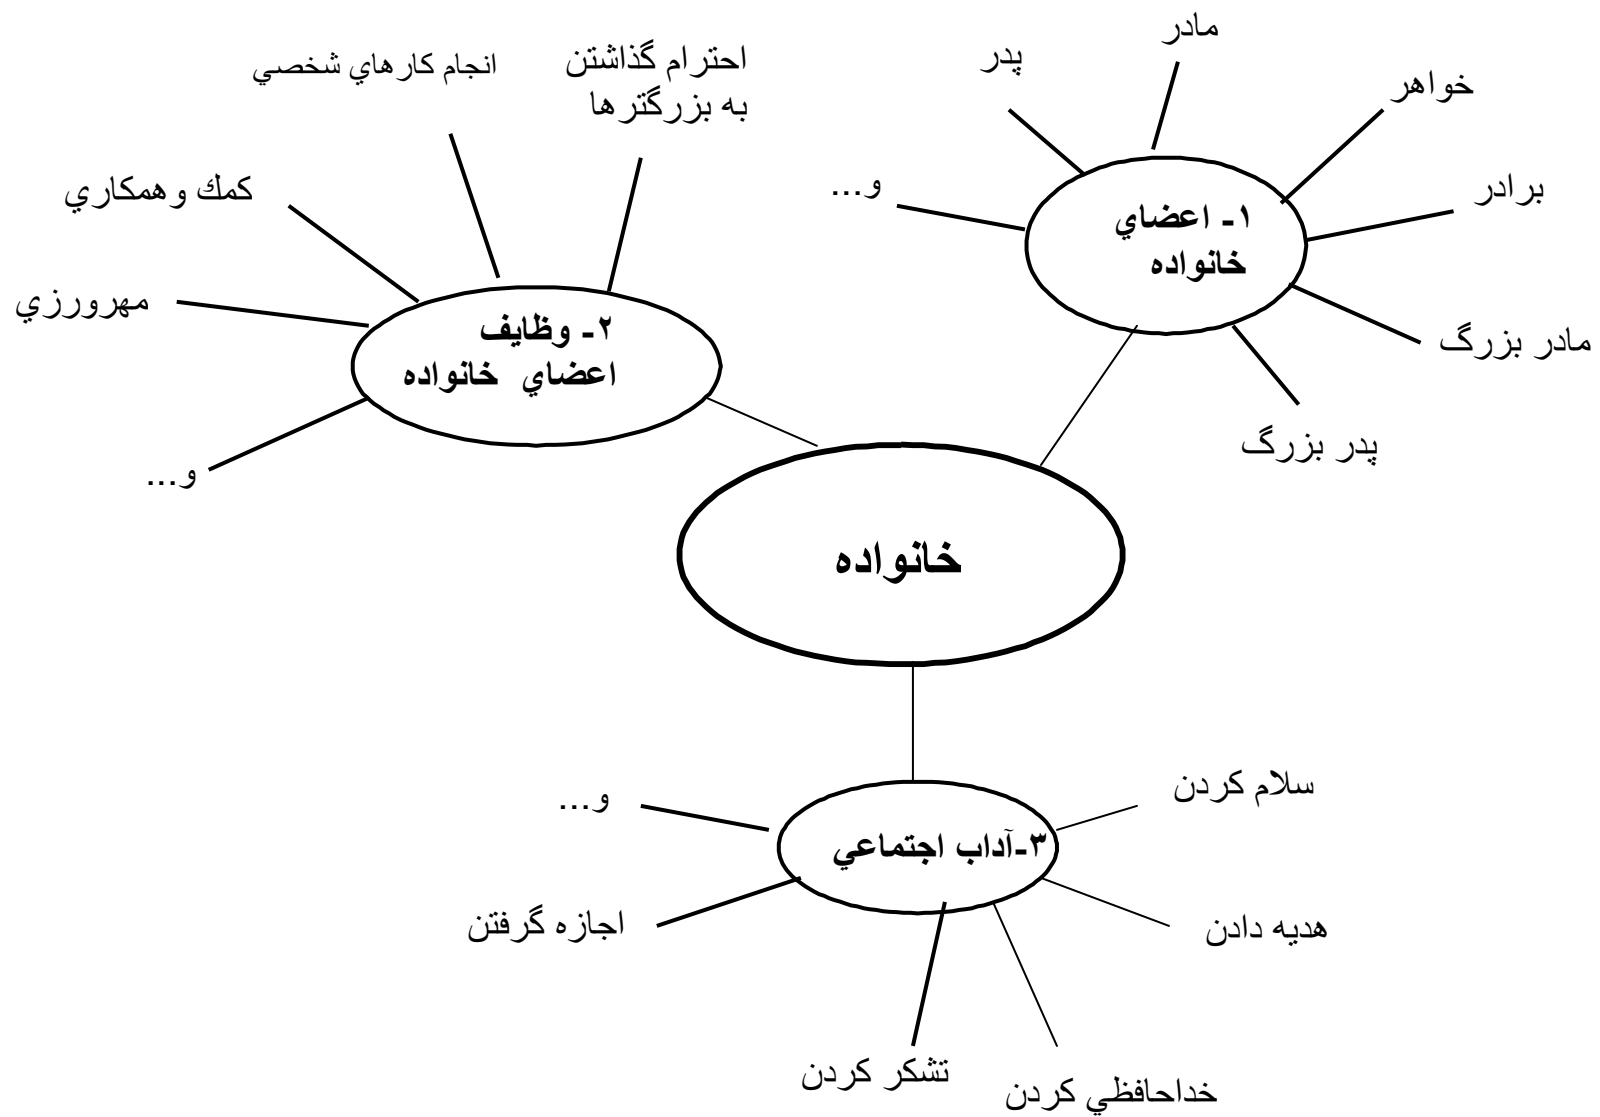 مادر
پدر
خواهر
برادر
و...
۱- اعضاي
خانواده
مادر بزرگ
پدر بزرگ
احترام گذاشتن
به بزرگترها
انجام كارهاي شخصي
كمك وهمكاري
مهرورزي
۲- وظايف
اعضاي خانواده
و...
خانواده
سلام كردن
و...
۳-آداب اجتماعي
هديه دادن
اجازه گرفتن
تشكر كردن
خداحافظي كردن